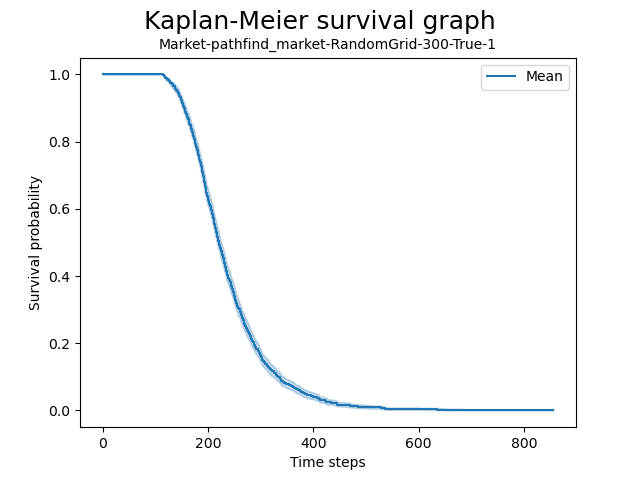 Kaplan-Meier survival graph
Market-pathfind_market-RandomGrid-300-True-1
Mean
1.0
0.8
0.6
0.4
0.2
0.0
Survival probability
0
200
400
600
800
Time steps